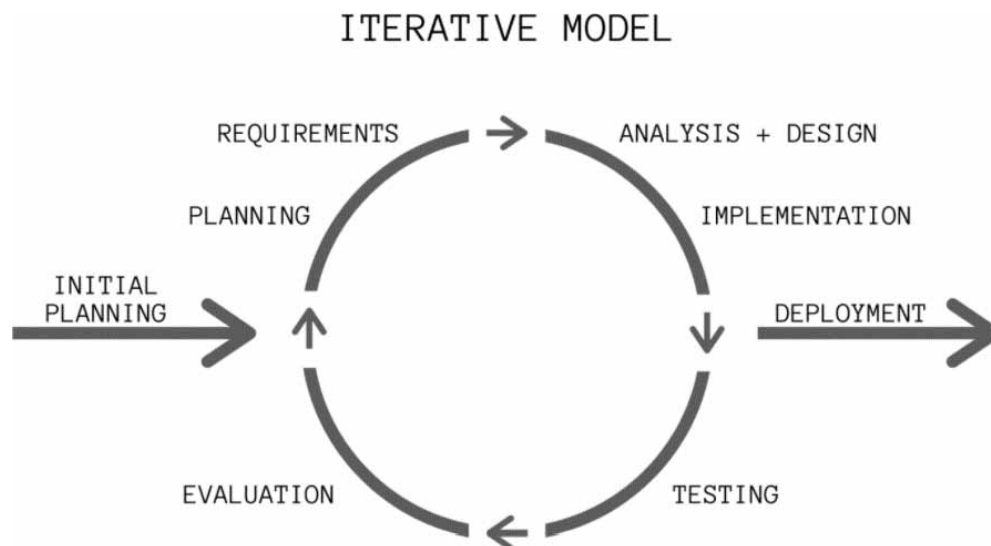 ITERATIVE MODEL
REQUIREMENTS
ANALYSIS + DESIGN
PLANNING
IMPLEMENTATION
INITIAL
PLANNING
DEPLOYMENT
EVALUATION
TESTING